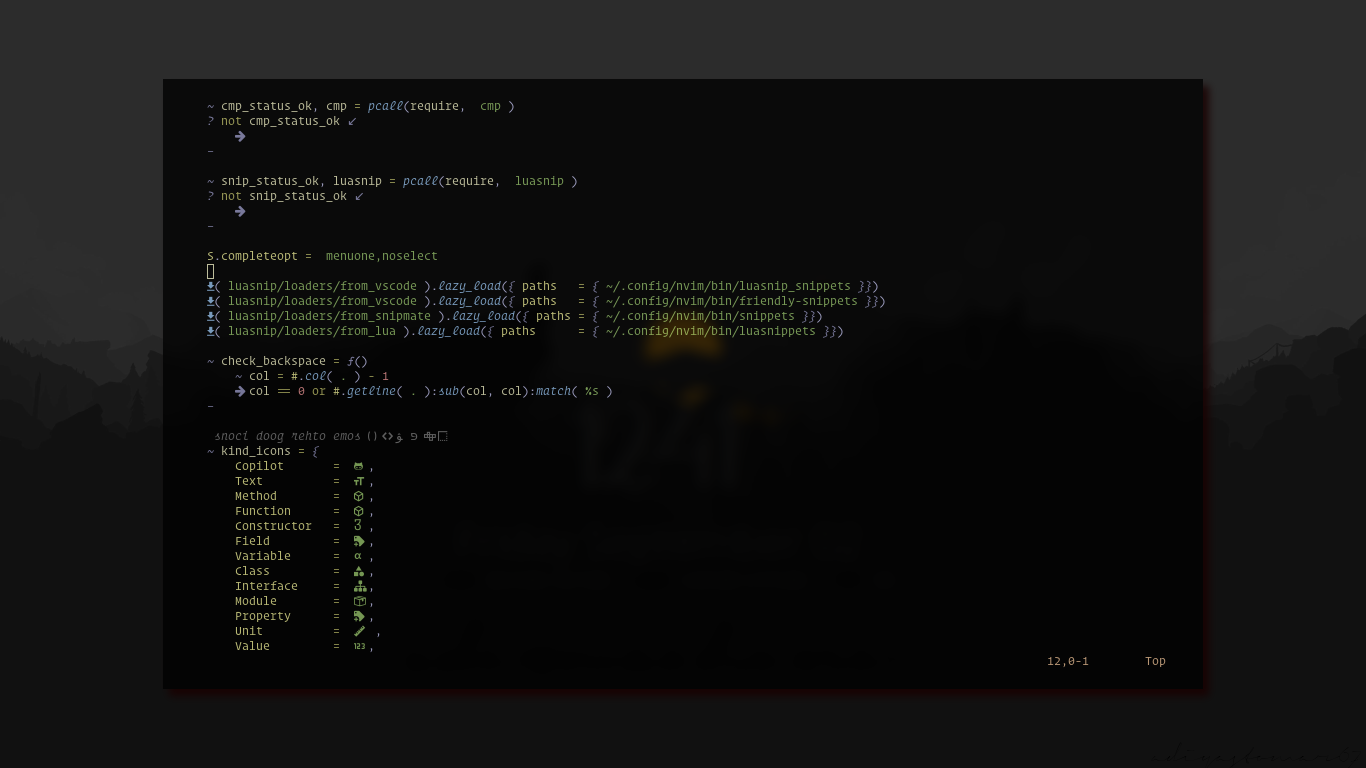 ~ cmp_status_ok, cmp = pcall(require,  cmp )
? not cmp_status_ok ↙
    ➔
–
~ snip_status_ok, luasnip = pcall(require,  luasnip )
? not snip_status_ok ↙
    ➔
–
S.completeopt =  menuone,noselect
( luasnip/loaders/from_vscode ).lazy_load({ paths   = { ~/.config/nvim/bin/luasnip_snippets }})
( luasnip/loaders/from_vscode ).lazy_load({ paths   = { ~/.config/nvim/bin/friendly-snippets }})
( luasnip/loaders/from_snipmate ).lazy_load({ paths = { ~/.config/nvim/bin/snippets }})
( luasnip/loaders/from_lua ).lazy_load({ paths      = { ~/.config/nvim/bin/luasnippets }})
~ check_backspace = ƒ()
    ~ col = #.col( . ) - 1
    ➔ col == 0 or #.getline( . ):sub(col, col):match( %s )
–
snoci doog rehto emos () <>
~ kind_icons = {
    Copilot       =    ,
    Text          =    ,
    Method        =    ,
    Function      =    ,
    Constructor   =    ,
    Field         =    ,
    Variable      =  α ,
    Class         =    ,
    Interface     =    ,
    Module        =    ,
    Property      =    ,
    Unit          =     ,
    Value         =  123 ,
12,0-1        Top